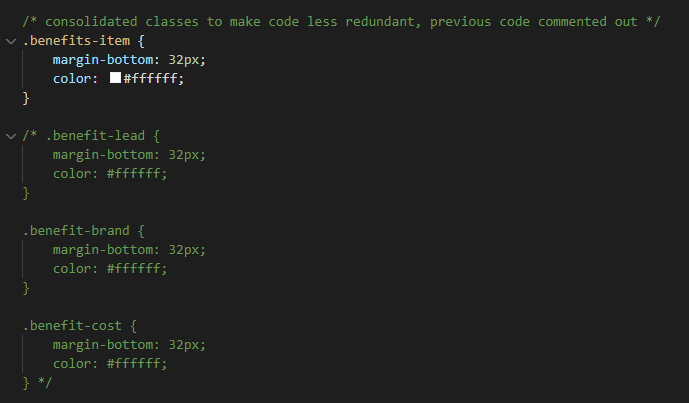 /* consolidated classes to make code less redundant, previous code commented out */
.benefits-item {
    margin-bottom: 32px;
    color: #ffffff;
}

/* .benefit-lead {
    margin-bottom: 32px;
    color: #ffffff;
}

.benefit-brand {
    margin-bottom: 32px;
    color: #ffffff;
}

.benefit-cost {
    margin-bottom: 32px;
    color: #ffffff;
} */